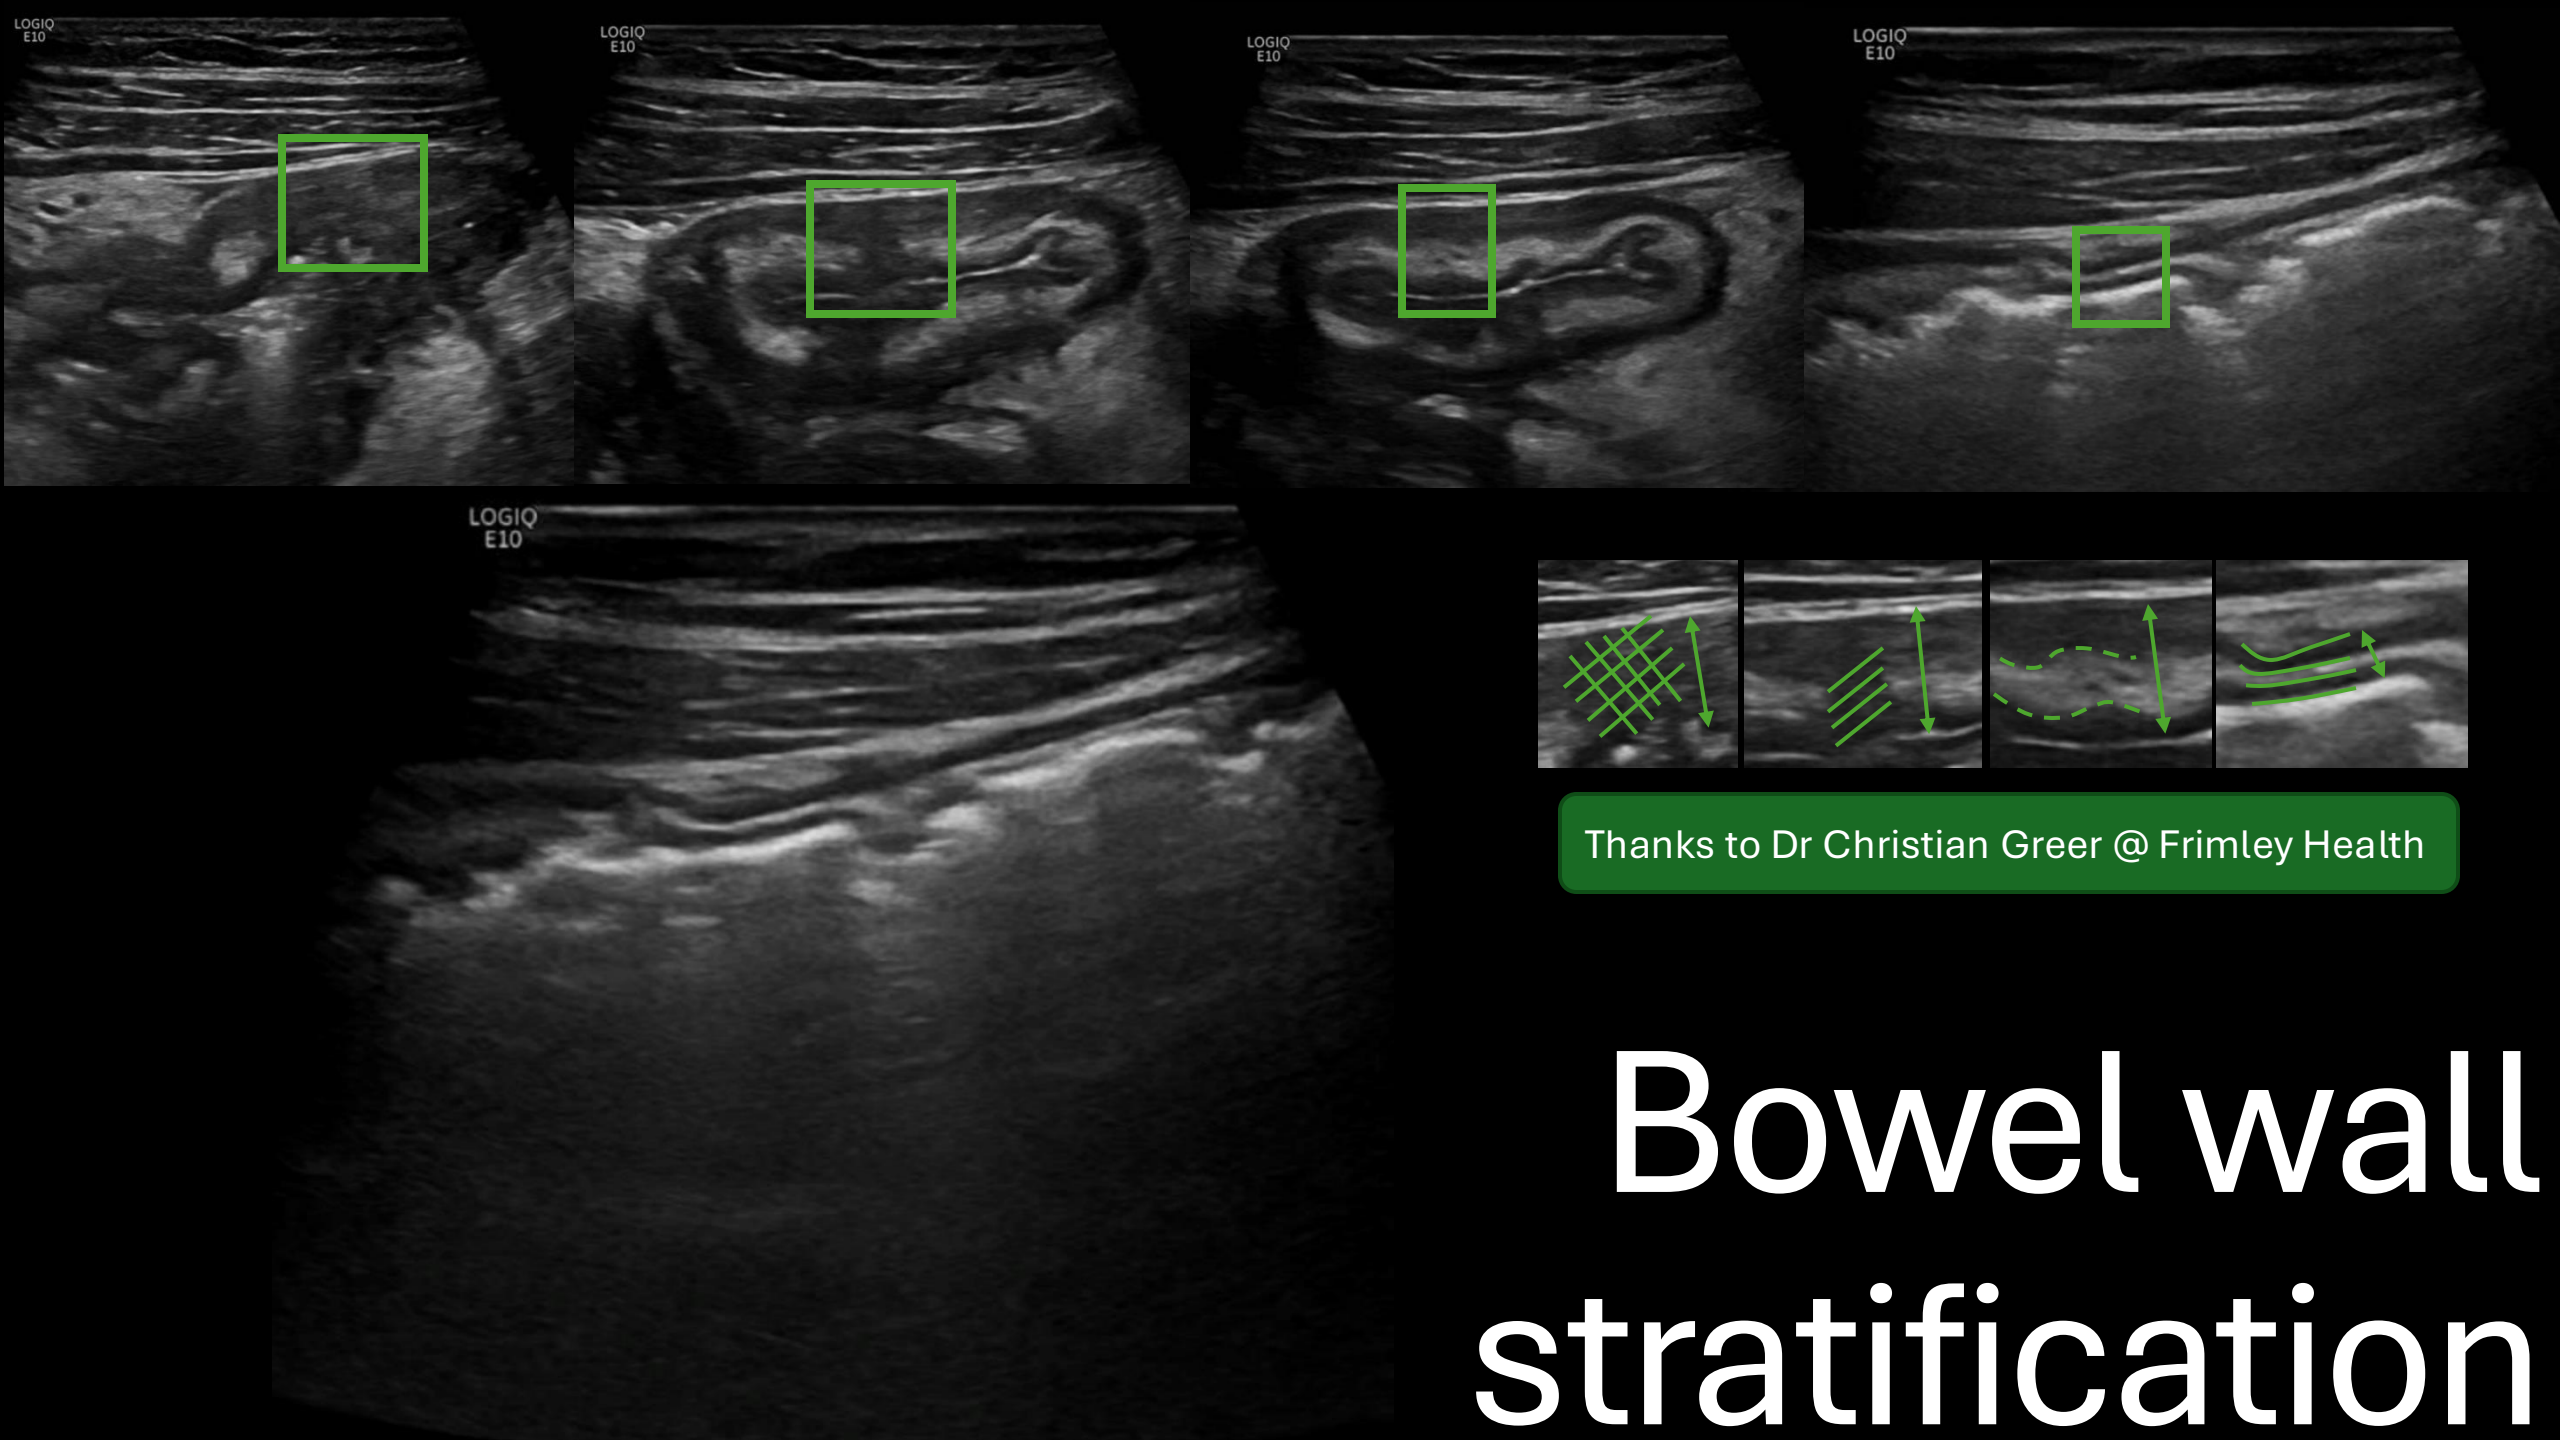 LOGIQ
E10
LOGIQ
E10
LOGIQ
E10
LOGIQ
E10
LOGIQ
E10
Thanks to Dr Christian Greer @ Frimley Health
Bowel wall
stratification